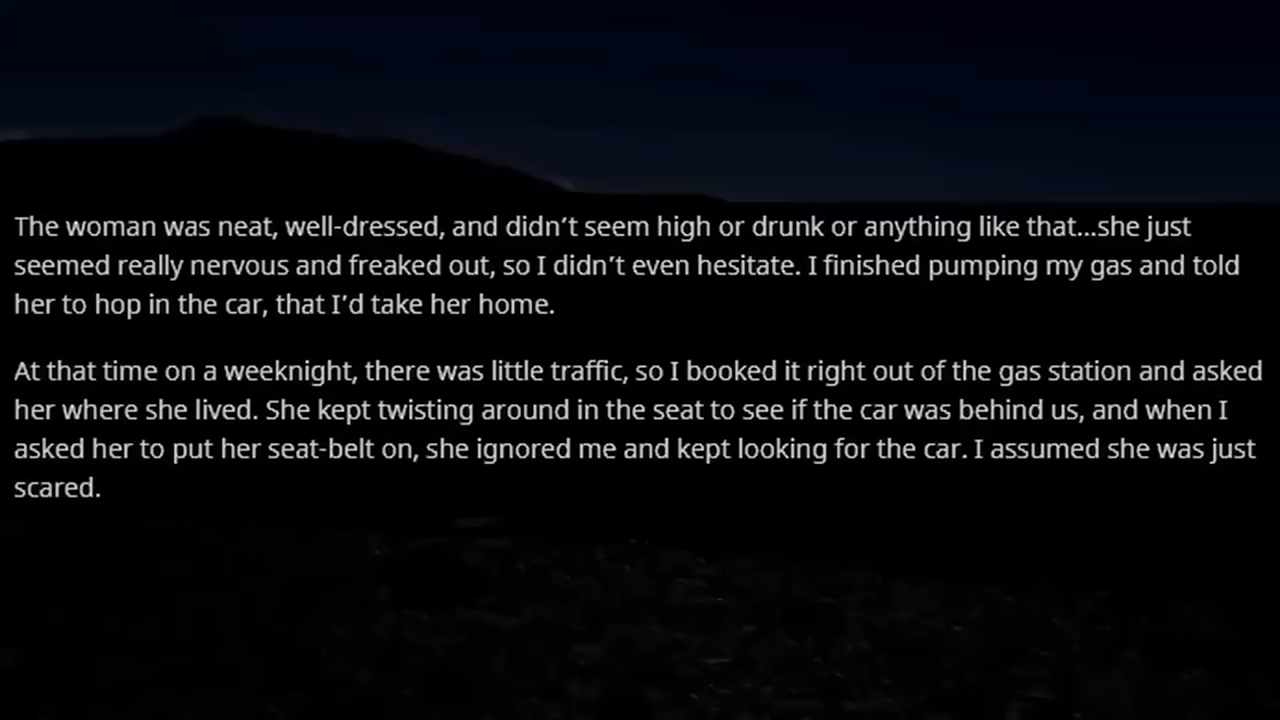 The woman was neat, well-dressed, and didn’t seem high or drunk or anything like that...she just
seemed really nervous and freaked out, so I didn’t even hesitate. I finished pumping my gas and told
her to hop in the car, that I’d take her home.
At that time on a weeknight, there was little traffic, so I booked it right out of the gas station and asked
her where she lived. She kept twisting around in the seat to see if the car was behind us, and when I
asked her to put her seat-belt on, she ignored me and kept looking for the car. I assumed she was just
scared.